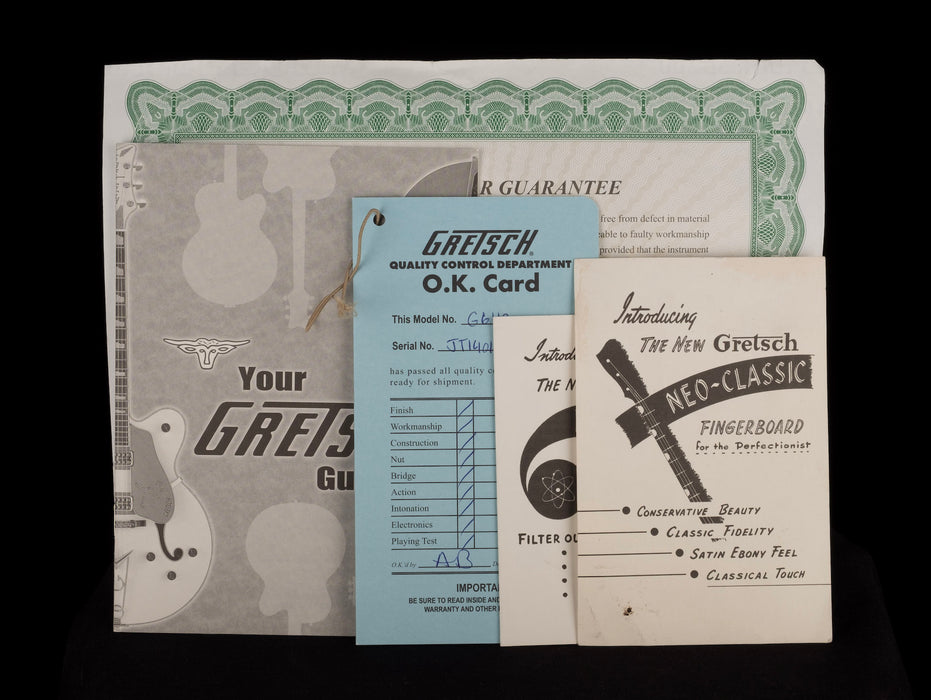 R GUARANTEE
free from defect in material
able to faulty workmanship
provided that the instrument
Your
GRETS
Gu
GRETSCH®
QUALITY CONTROL DEPARTMENT
O.K. Card
This Model No.
Serial No. JT1401
has passed all quality
ready for shipment.
Finish
Workmanship
Construction
Nut
Bridge
Action
Intonation
Electronics
Playing Test
O.K'd by AB
IMPORTA
BE SURE TO READ INSIDE AND
WARRANTY AND OTHER
Introdu
THE N
FILTER OU
Introducing
THE NEW Gretsch
NEO-CLASSIC
FINGERBOARD
for the Perfectionist
CONSERVATIVE BEAUTY
CLASSIC FIDELITY
SATIN EBONY FEEL
CLASSICAL TOUCH